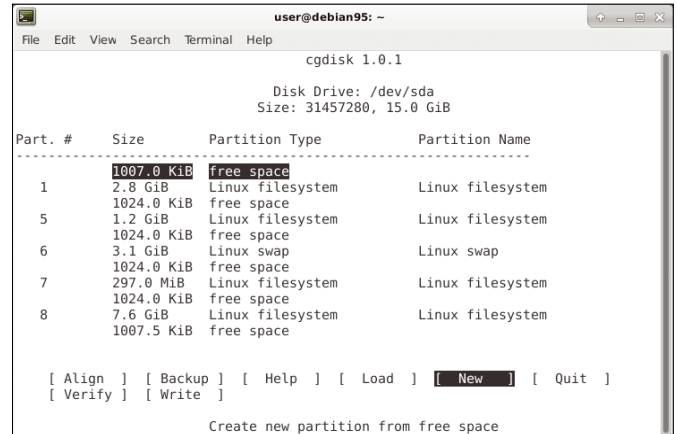 user@debian95: ~
File Edit View Search Terminal Help
cgdisk 1.0.1
Disk Drive: /dev/sda
Size: 31457280, 15.0 GiB
Part. # Size Partition Type Partition Name
----------------------------------------------------------------
1007.0 KiB free space
1 2.8 GiB Linux filesystem Linux filesystem
1024.0 KiB free space
5 1.2 GiB Linux filesystem Linux filesystem
1024.0 KiB free space
6 3.1 GiB Linux swap Linux swap
1024.0 KiB free space
7 297.0 MiB Linux filesystem Linux filesystem
1024.0 KiB free space
8 7.6 GiB Linux filesystem Linux filesystem
1007.5 KiB free space
[ Align ] [ Backup ] [ Help ] [ Load ] [ New ] [ Quit ]
[ Verify ] [ Write ]
Create new partition from free space